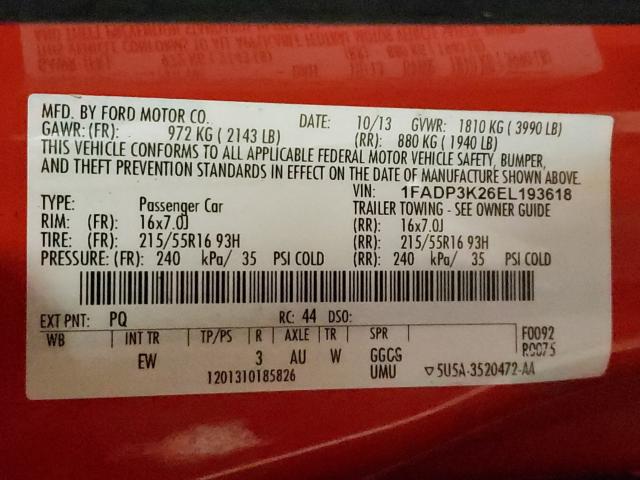 MFD. BY FORD MOTOR CO. DATE: 10/13 GVWR: 1810 KG ( 3990 LB)
GAWR: (FR): 972 KG ( 2143 LB) (RR): 880 KG ( 1940 LB)
THIS VEHICLE CONFORMS TO ALL APPLICABLE FEDERAL MOTOR VEHICLE SAFETY, BUMPER,
AND THEFT PREVENTION STANDARDS IN EFFECT ON THE DATE OF MANUFACTURE SHOWN ABOVE.
VIN: 1FADP3K26EL193618
TYPE: Passenger Car TRAILER TOWING - SEE OWNER GUIDE
RIM: (FR): 16x7.0J (RR): 16x7.0J
TIRE: (FR): 215/55R16 93H (RR): 215/55R16 93H
PRESSURE: (FR): 240 kPa/ 35 PSI COLD (RR): 240 kPa/ 35 PSI COLD
EXT PNT: PQ RC: 44 DSO:
WB INT TR TP/PS R AXLE TR SPR F0092
EW 3 AU W GGCG R0075
1201310185826 UMU ▽ 5U5A-3520472-AA